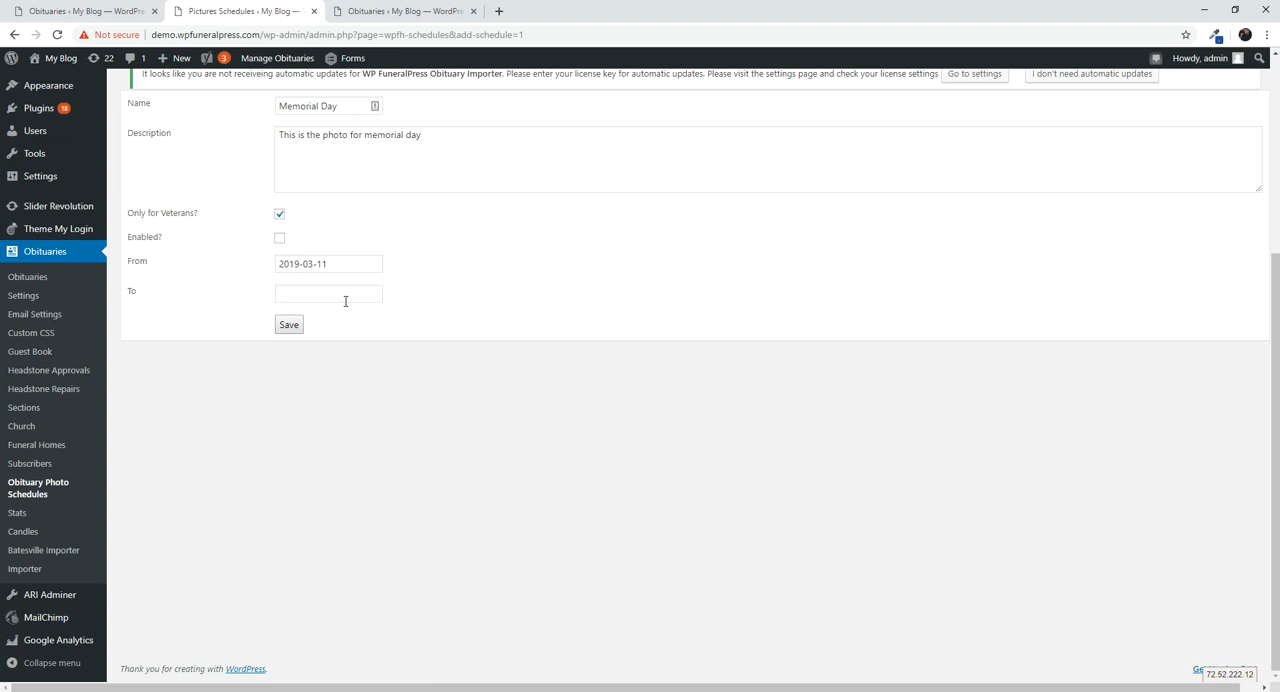 Obituaries ‹ My Blog — WordPre
Pictures Schedules ‹ My Blog —
Obituaries ‹ My Blog — WordPre
Not secure
demo.wpfuneralpress.com/wp-admin/admin.php?page=wpfh-schedules&add-schedule=1
My Blog 22 1 New 3 Manage Obituaries Forms Howdy, admin
It looks like you are not receiving automatic updates for WP FuneralPress Obituary Importer. Please enter your license key for automatic updates. Please visit the settings page and check your license settings Go to settings I don't need automatic updates
Appearance
Plugins 18
Users
Tools
Settings
Slider Revolution
Theme My Login
Obituaries
Obituaries
Settings
Email Settings
Custom CSS
Guest Book
Headstone Approvals
Headstone Repairs
Sections
Church
Funeral Homes
Subscribers
Obituary Photo
Schedules
Stats
Candles
Batesville Importer
Importer
ARI Adminer
MailChimp
Google Analytics
Collapse menu
Name Memorial Day
Description This is the photo for memorial day
Only for Veterans?
Enabled?
From 2019-03-11
To
Save
Thank you for creating with WordPress.
72.52.222.12